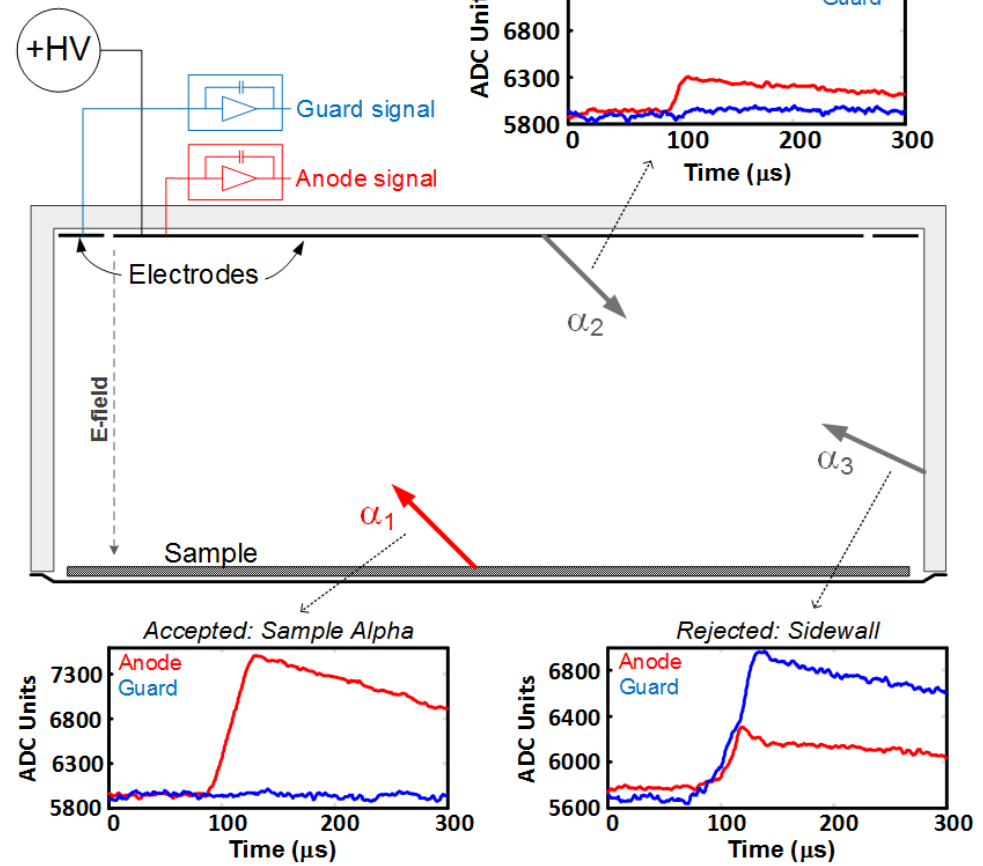 Guard
ADC Units
6800
6300
5800
0
100
200
300
Time (μs)
+HV
Guard signal
Anode signal
Electrodes
E-field
α2
α3
α1
Sample
Accepted: Sample Alpha
Anode
Guard
ADC Units
7300
6800
6300
5800
0
100
200
300
Time (μs)
Rejected: Sidewall
Anode
Guard
ADC Units
6800
6400
6000
5600
0
100
200
300
Time (μs)